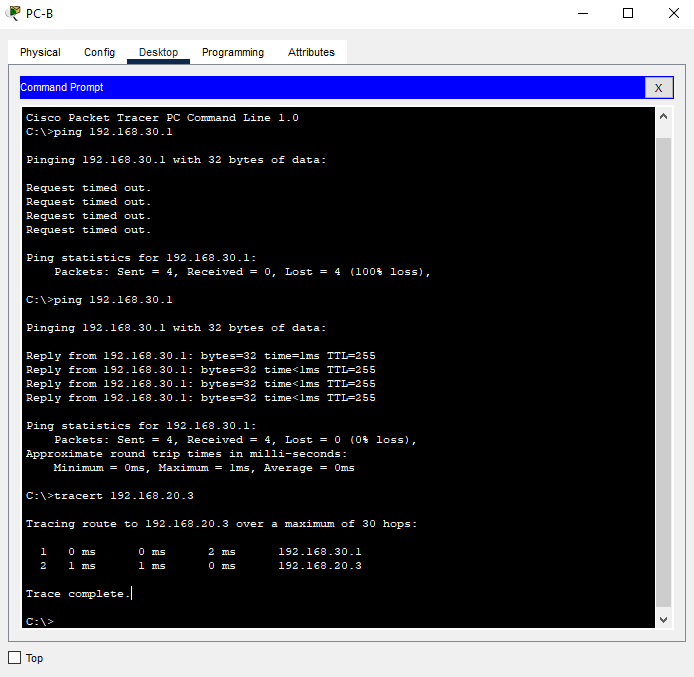 PC-B
Physical Config Desktop Programming Attributes
Command Prompt
X
Cisco Packet Tracer PC Command Line 1.0
C:\>ping 192.168.30.1
Pinging 192.168.30.1 with 32 bytes of data:
Request timed out.
Request timed out.
Request timed out.
Request timed out.
Ping statistics for 192.168.30.1:
    Packets: Sent = 4, Received = 0, Lost = 4 (100% loss),
C:\>ping 192.168.30.1
Pinging 192.168.30.1 with 32 bytes of data:
Reply from 192.168.30.1: bytes=32 time=1ms TTL=255
Reply from 192.168.30.1: bytes=32 time<1ms TTL=255
Reply from 192.168.30.1: bytes=32 time<1ms TTL=255
Reply from 192.168.30.1: bytes=32 time<1ms TTL=255
Ping statistics for 192.168.30.1:
    Packets: Sent = 4, Received = 4, Lost = 0 (0% loss),
Approximate round trip times in milli-seconds:
    Minimum = 0ms, Maximum = 1ms, Average = 0ms
C:\>tracert 192.168.20.3
Tracing route to 192.168.20.3 over a maximum of 30 hops:
  1   0 ms      0 ms      2 ms      192.168.30.1
  2   1 ms      1 ms      0 ms      192.168.20.3
Trace complete.
C:\>
Top